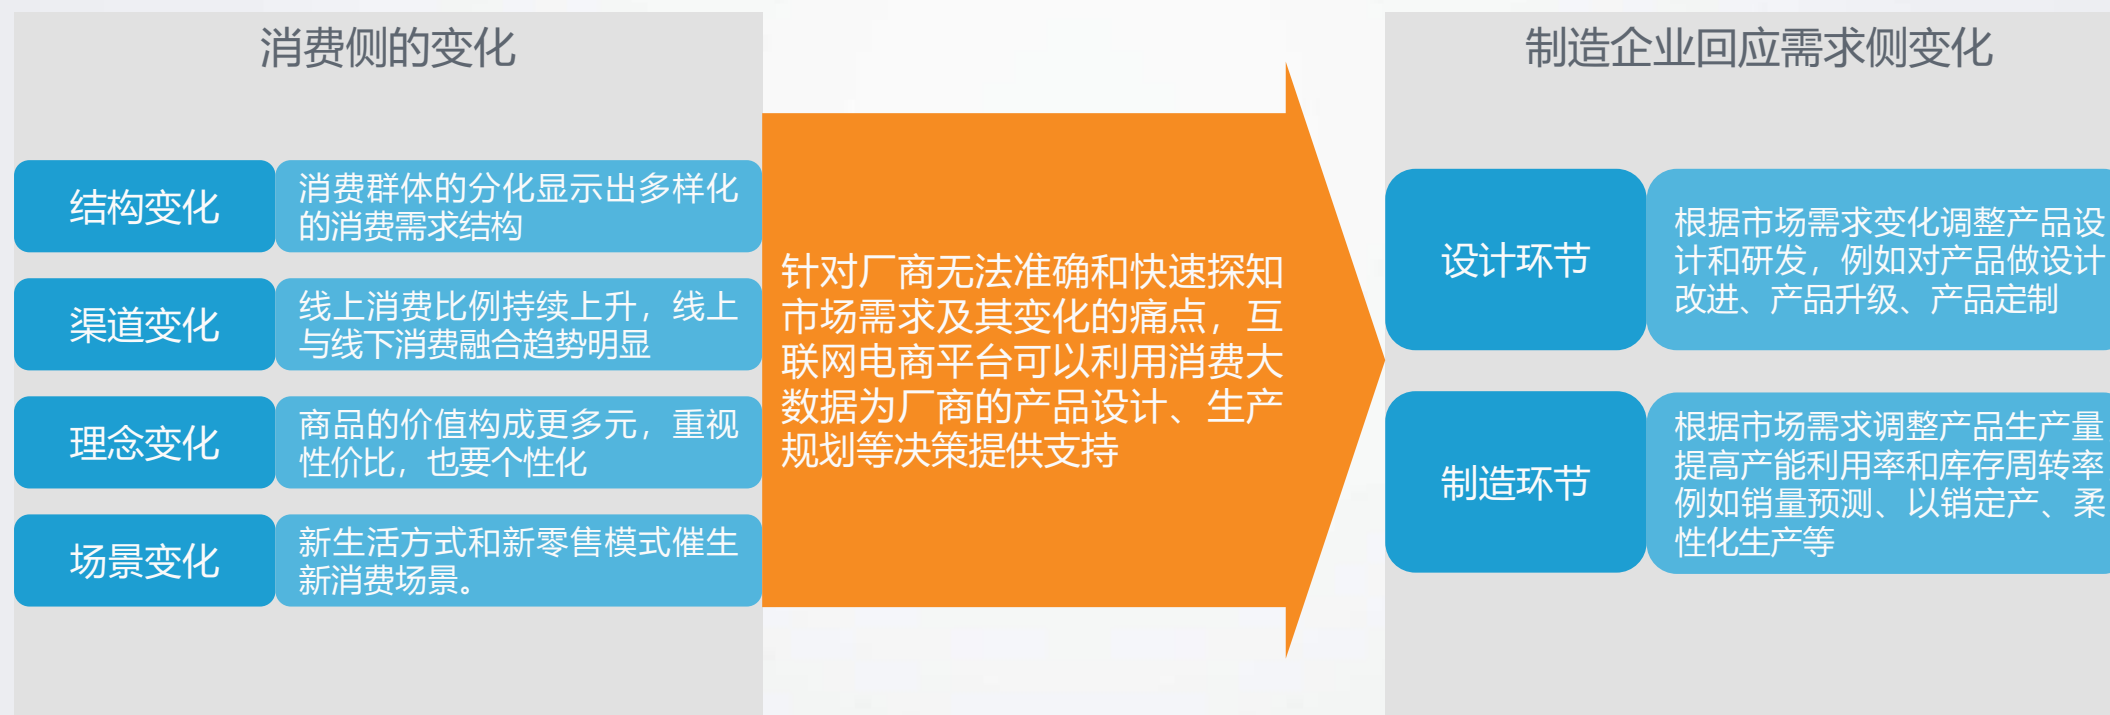 消费侧的变化
结构变化
消费群体的分化显示出多样化
的消费需求结构
渠道变化
线上消费比例持续上升，线上
与线下消费融合趋势明显
理念变化
商品的价值构成更多元，重视
性价比，也要个性化
场景变化
新生活方式和新零售模式催生
新消费场景。
针对厂商无法准确和快速探知
市场需求及其变化的痛点，互
联网电商平台可以利用消费大
数据为厂商的产品设计、生产
规划等决策提供支持
制造企业回应需求侧变化
设计环节
根据市场需求变化调整产品设
计和研发，例如对产品做设计
改进、产品升级、产品定制
制造环节
根据市场需求调整产品生产量
提高产能利用率和库存周转率
例如销量预测、以销定产、柔
性化生产等